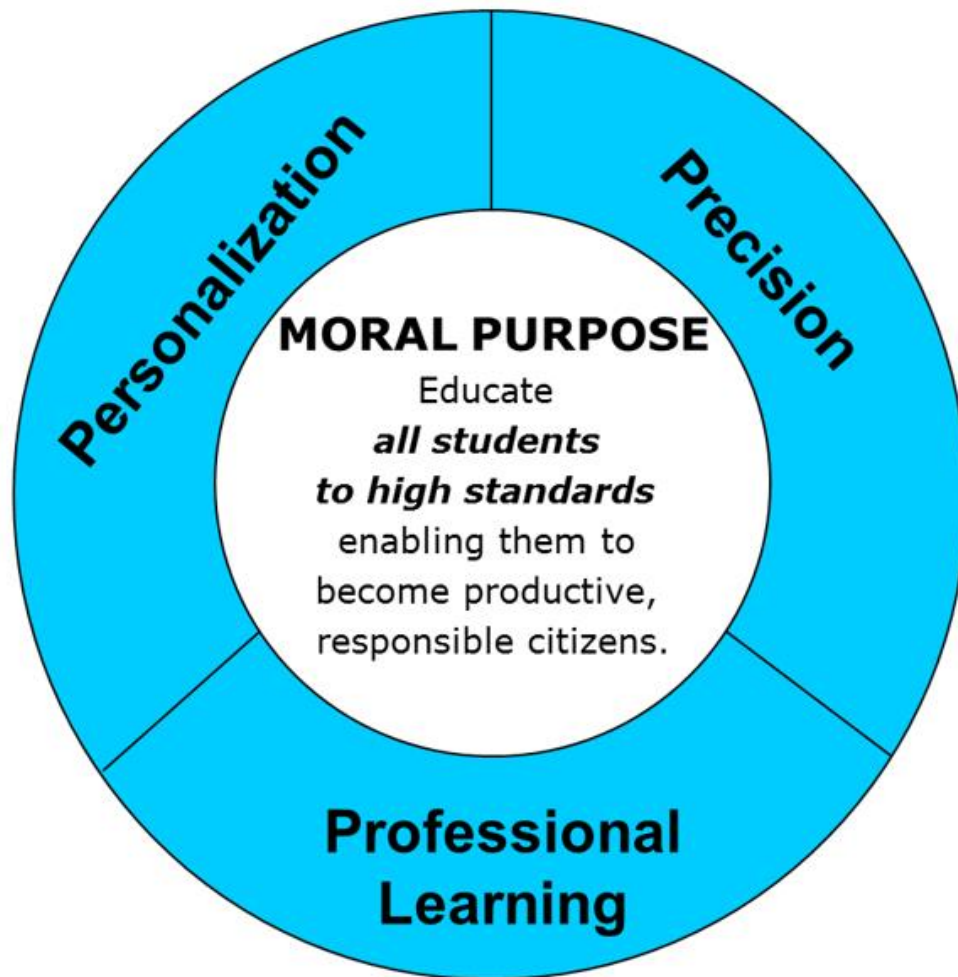 Personalization
Precision
MORAL PURPOSE
Educate
all students
to high standards
enabling them to
become productive,
responsible citizens.
Professional
Learning